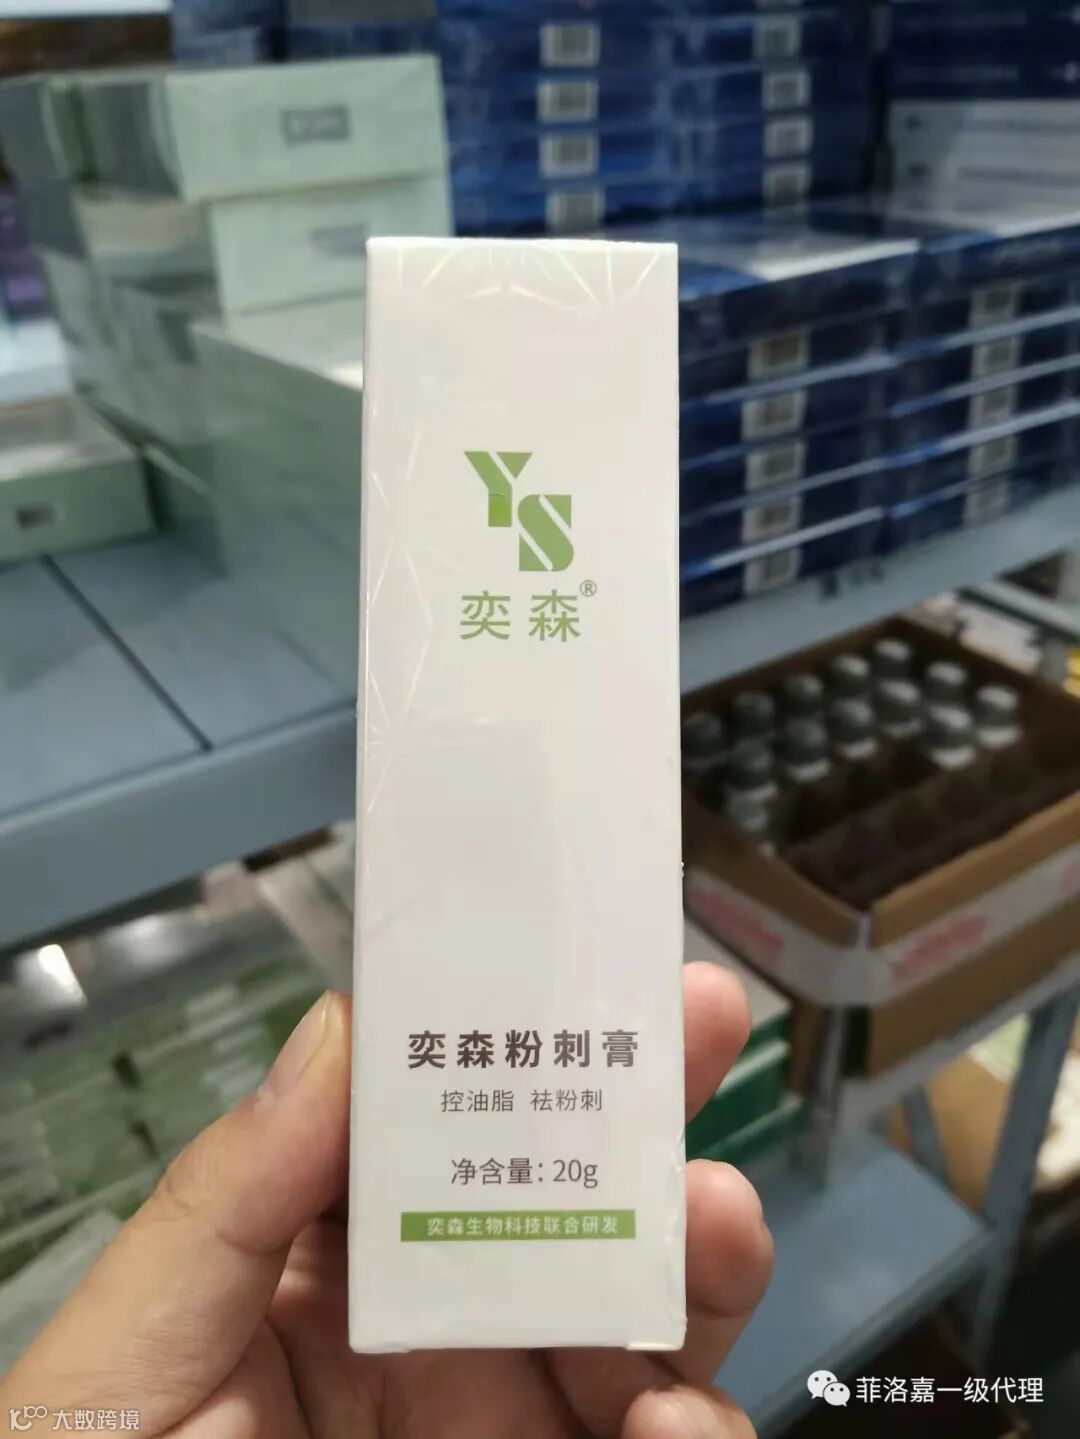 YS
奕森®
奕森粉刺膏
控油脂 祛粉刺
净含量：20g
奕森生物科技联合研发
菲洛嘉一级代理
大数跨境